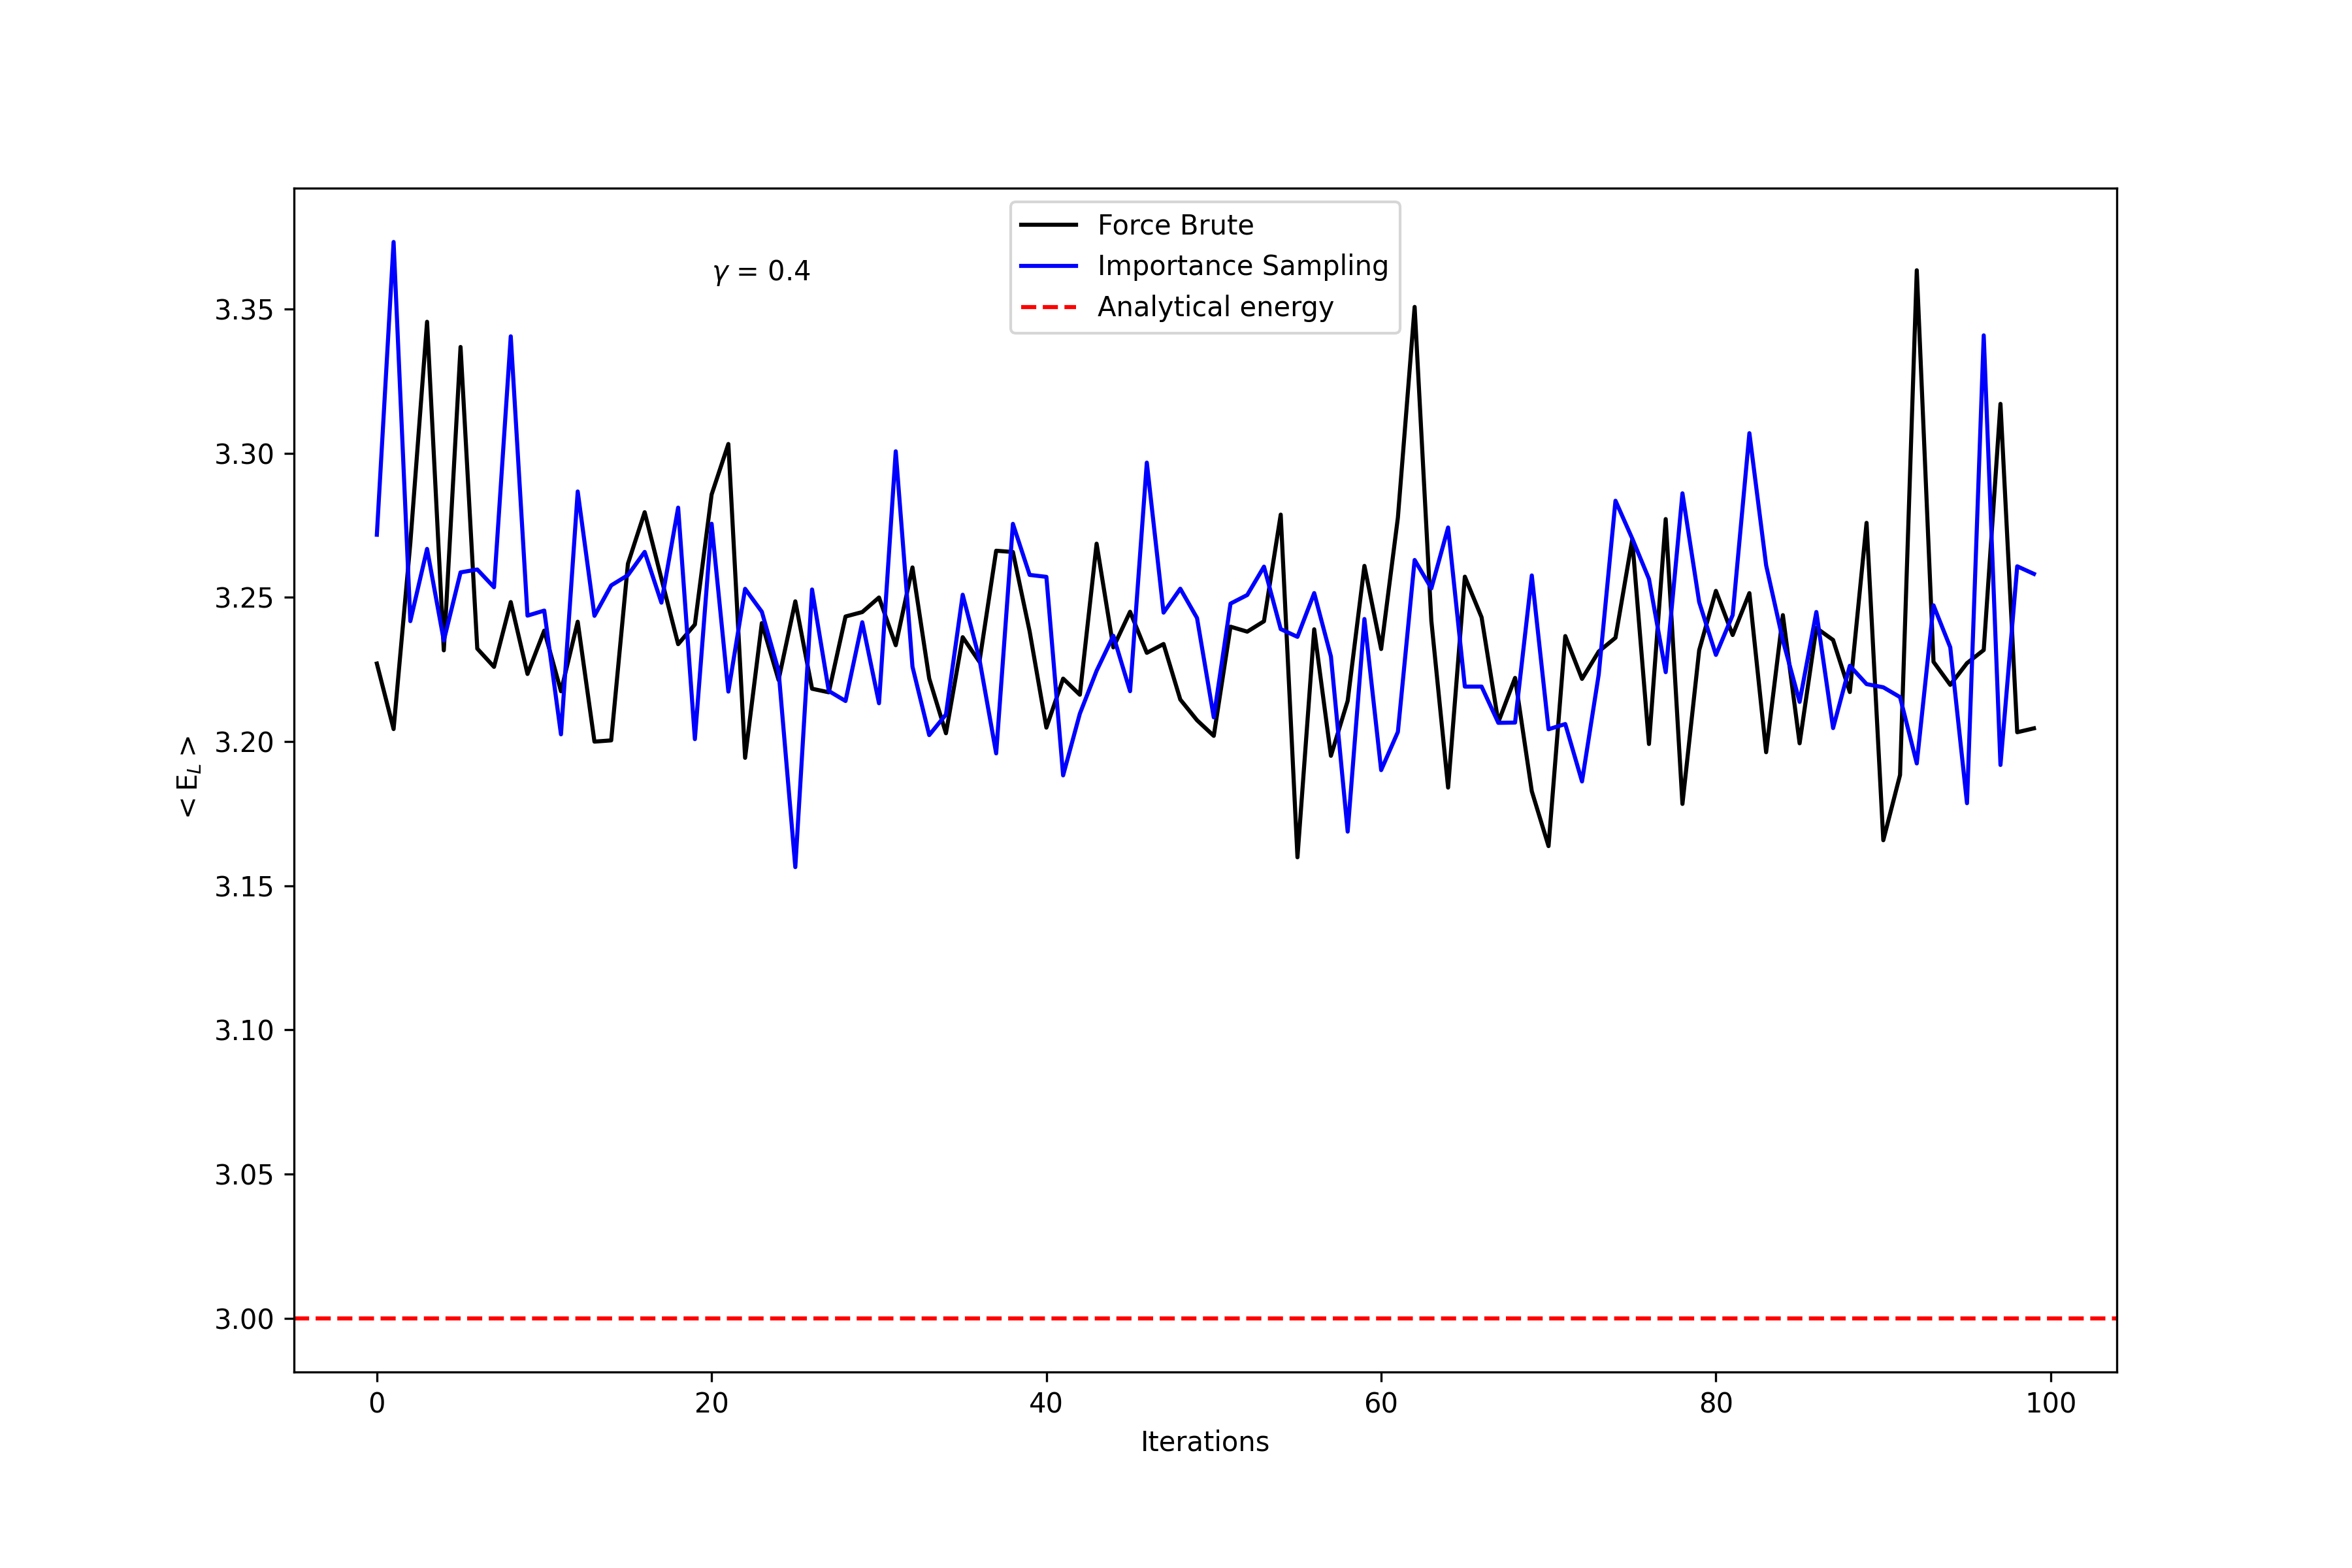 Force Brute
Importance Sampling
Analytical energy
γ = 0.4
3.35
3.30
3.25
3.20
3.15
3.10
3.05
3.00
< E_L >
0 20 40 60 80 100
Iterations